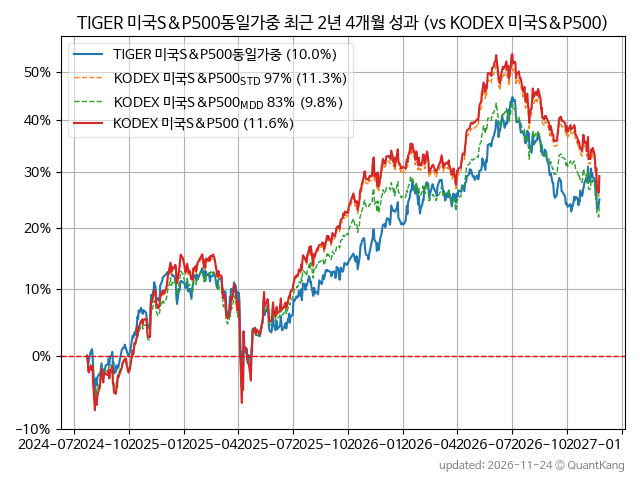 TIGER 미국S&P500동일가중 최근 2년 4개월 성과 (vs KODEX 미국S&P500)
TIGER 미국S&P500동일가중 (10.0%)
KODEX 미국S&P500STD 97% (11.3%)
KODEX 미국S&P500MDD 83% (9.8%)
KODEX 미국S&P500 (11.6%)
50%
40%
30%
20%
10%
0%
-10%
2024-07 2024-10 2025-01 2025-04 2025-07 2025-10 2026-01 2026-04 2026-07 2026-10 2027-01
updated: 2026-11-24 © QuantKang